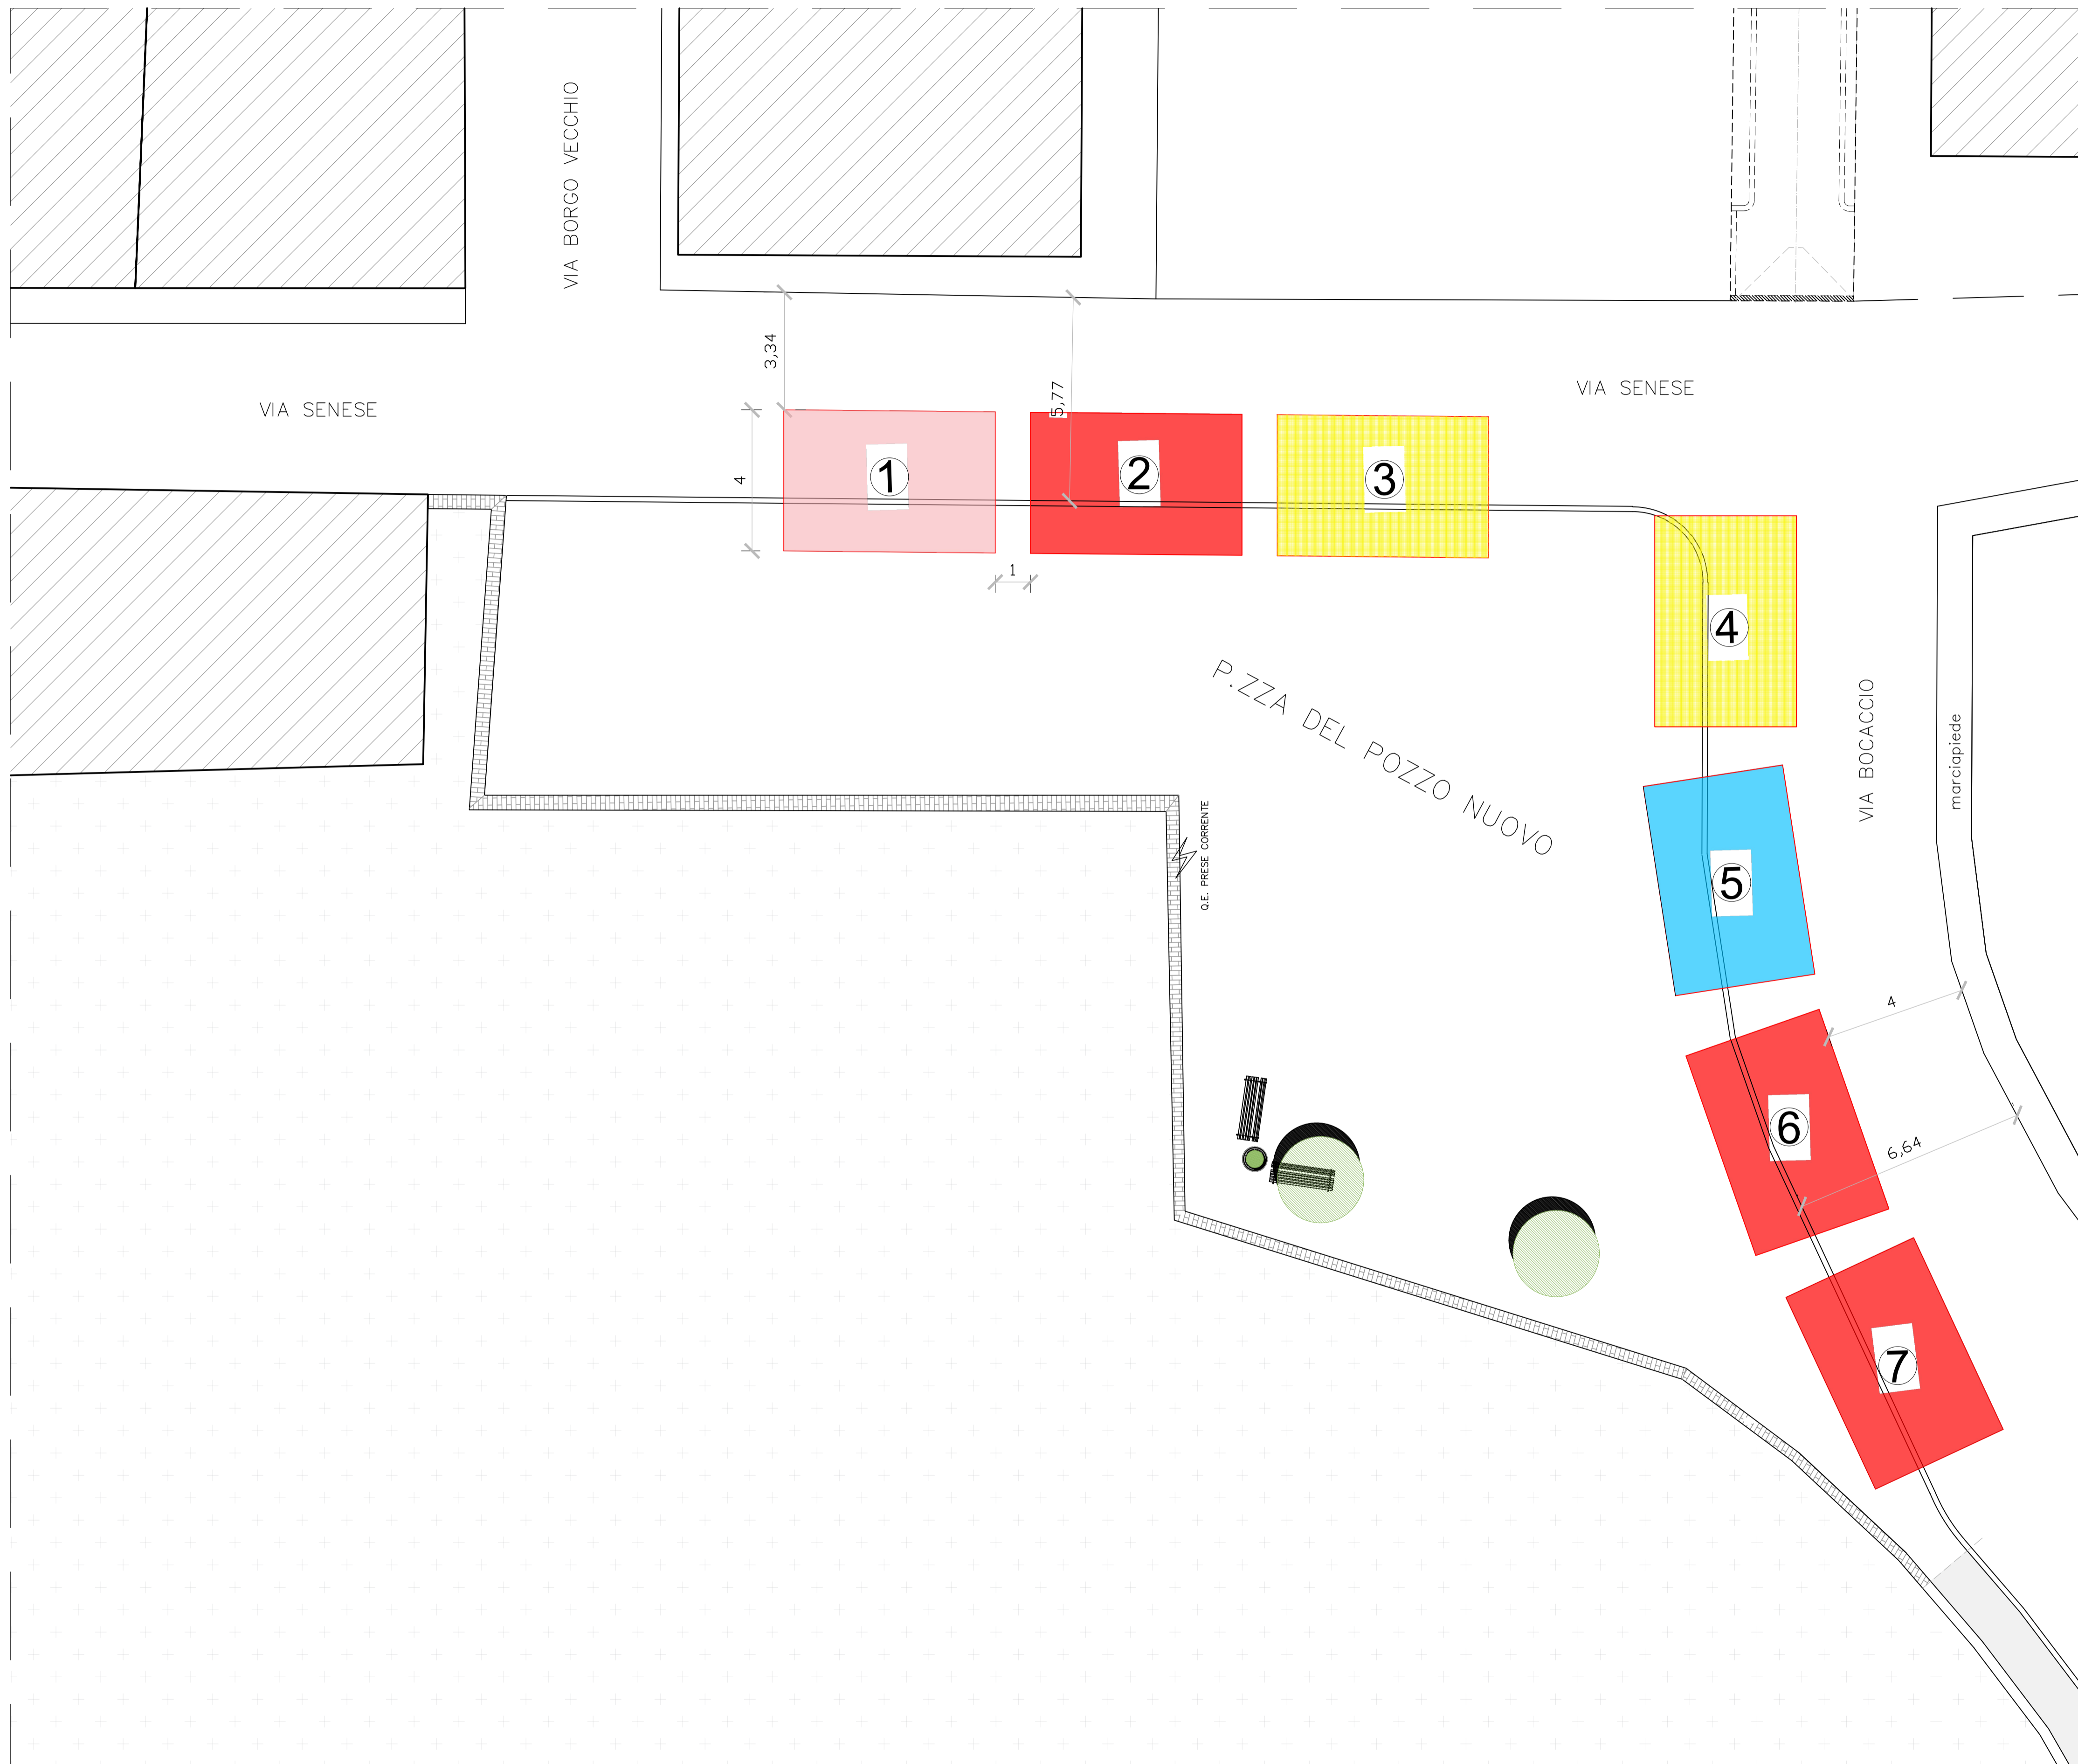 VIA BORGO VECCHIO
3,34
5,77
VIA SENESE
VIA SENESE
4
1
2
3
1
4
P.ZZA DEL POZZO NUOVO
VIA BOCACCIO
marciapiede
Q.E. PRESE CORRENTE
5
4
6
6,64
7